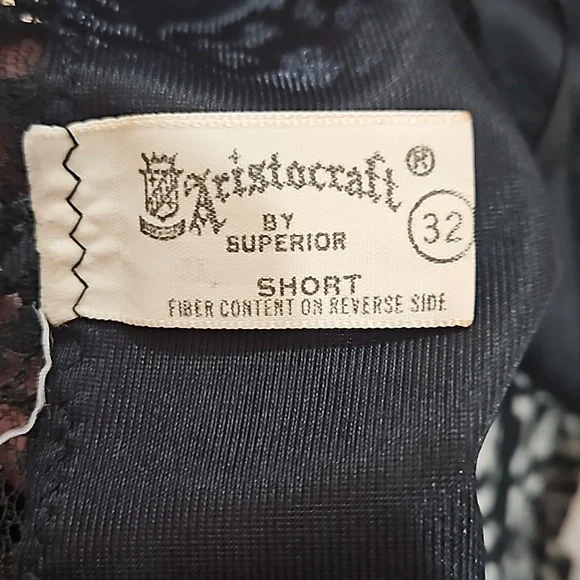 Aristocraft ®
BY
SUPERIOR
32
SHORT
FIBER CONTENT ON REVERSE SIDE